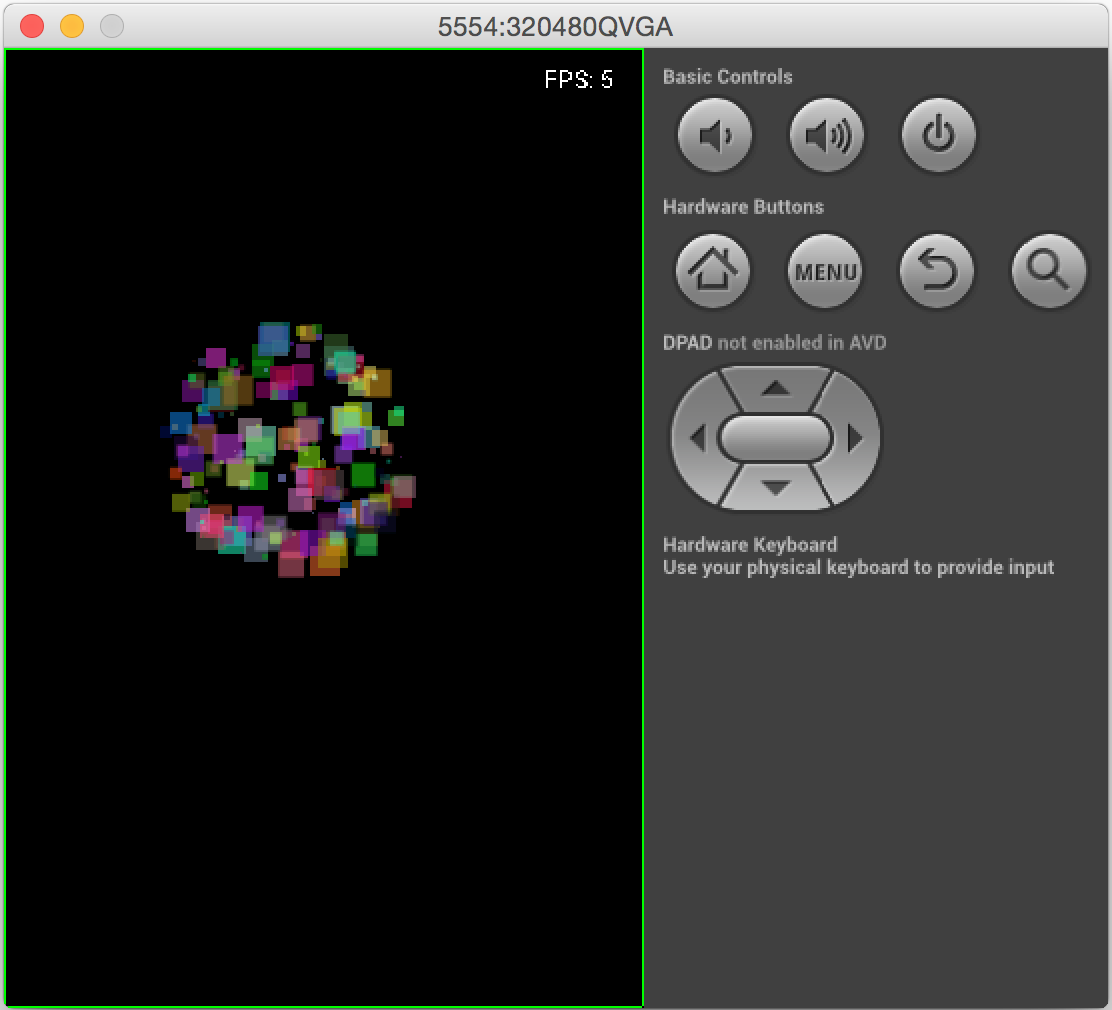 5554:320480QVGA
FPS: 5
Basic Controls
Hardware Buttons
MENU
DPAD not enabled in AVD
Hardware Keyboard
Use your physical keyboard to provide input